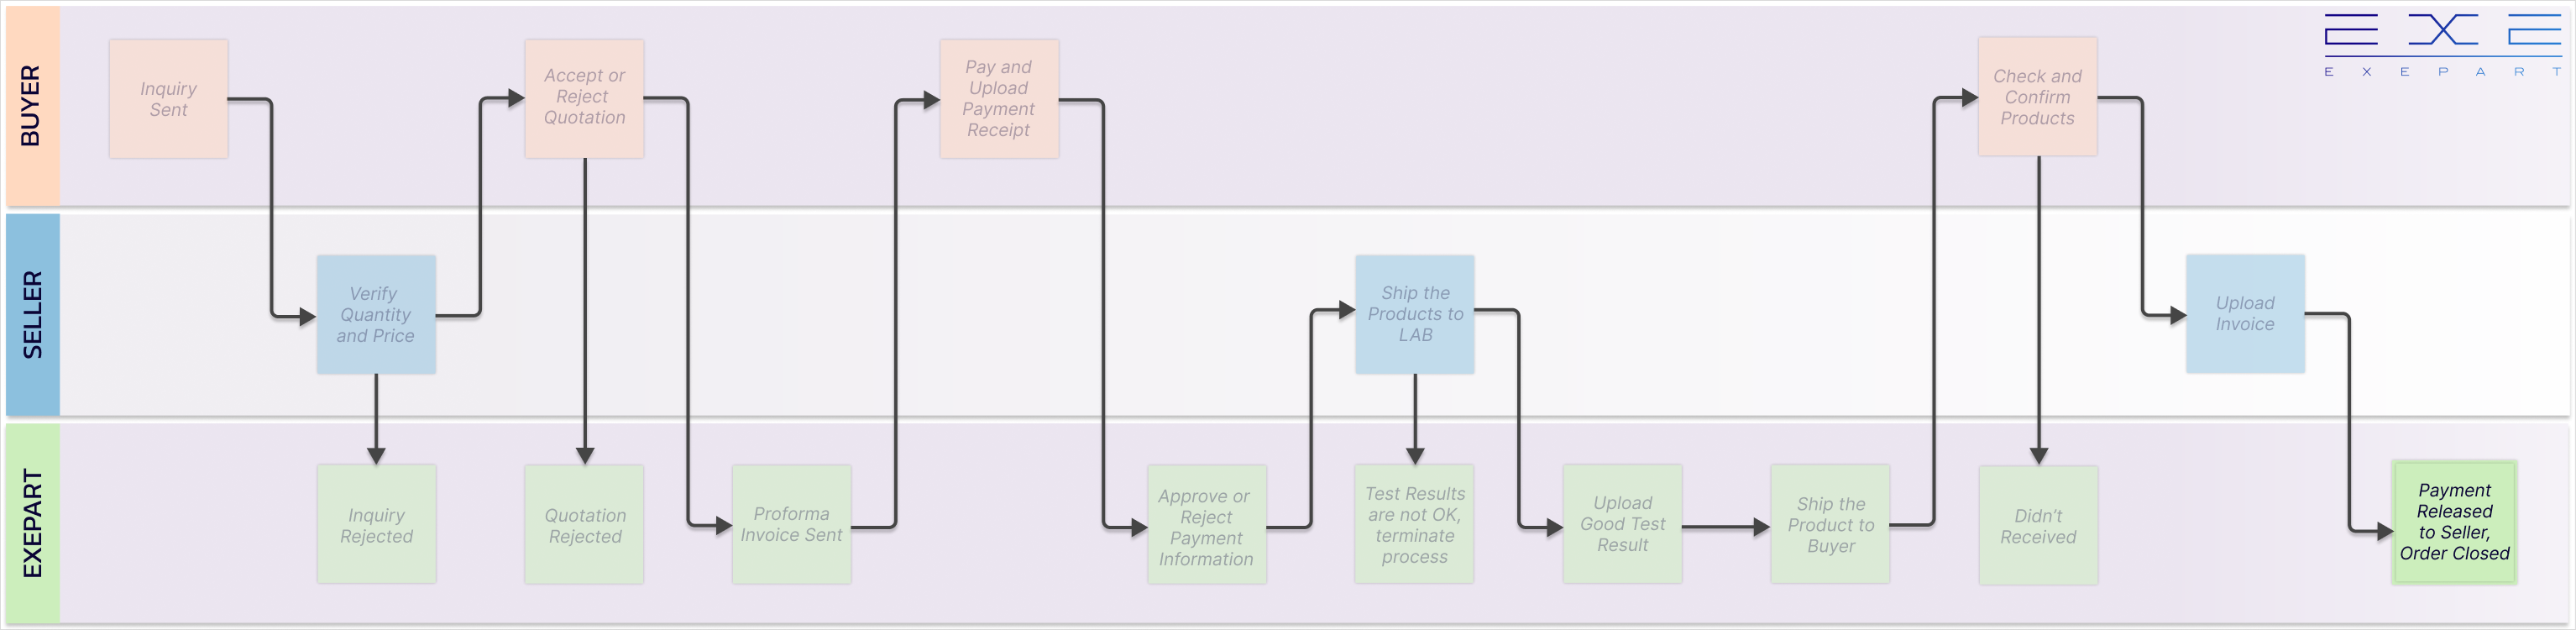 BUYER
Inquiry
Sent
Accept or
Reject
Quotation
Pay and
Upload
Payment
Receipt
Check and
Confirm
Products
EXE
EXEPART
SELLER
Verify
Quantity
and Price
Ship the
Products to
LAB
Upload
Invoice
EXEPART
Inquiry
Rejected
Quotation
Rejected
Proforma
Invoice Sent
Approve or
Reject
Payment
Information
Test Results
are not OK,
terminate
process
Upload
Good Test
Result
Ship the
Product to
Buyer
Didn't
Received
Payment
Released
to Seller,
Order Closed